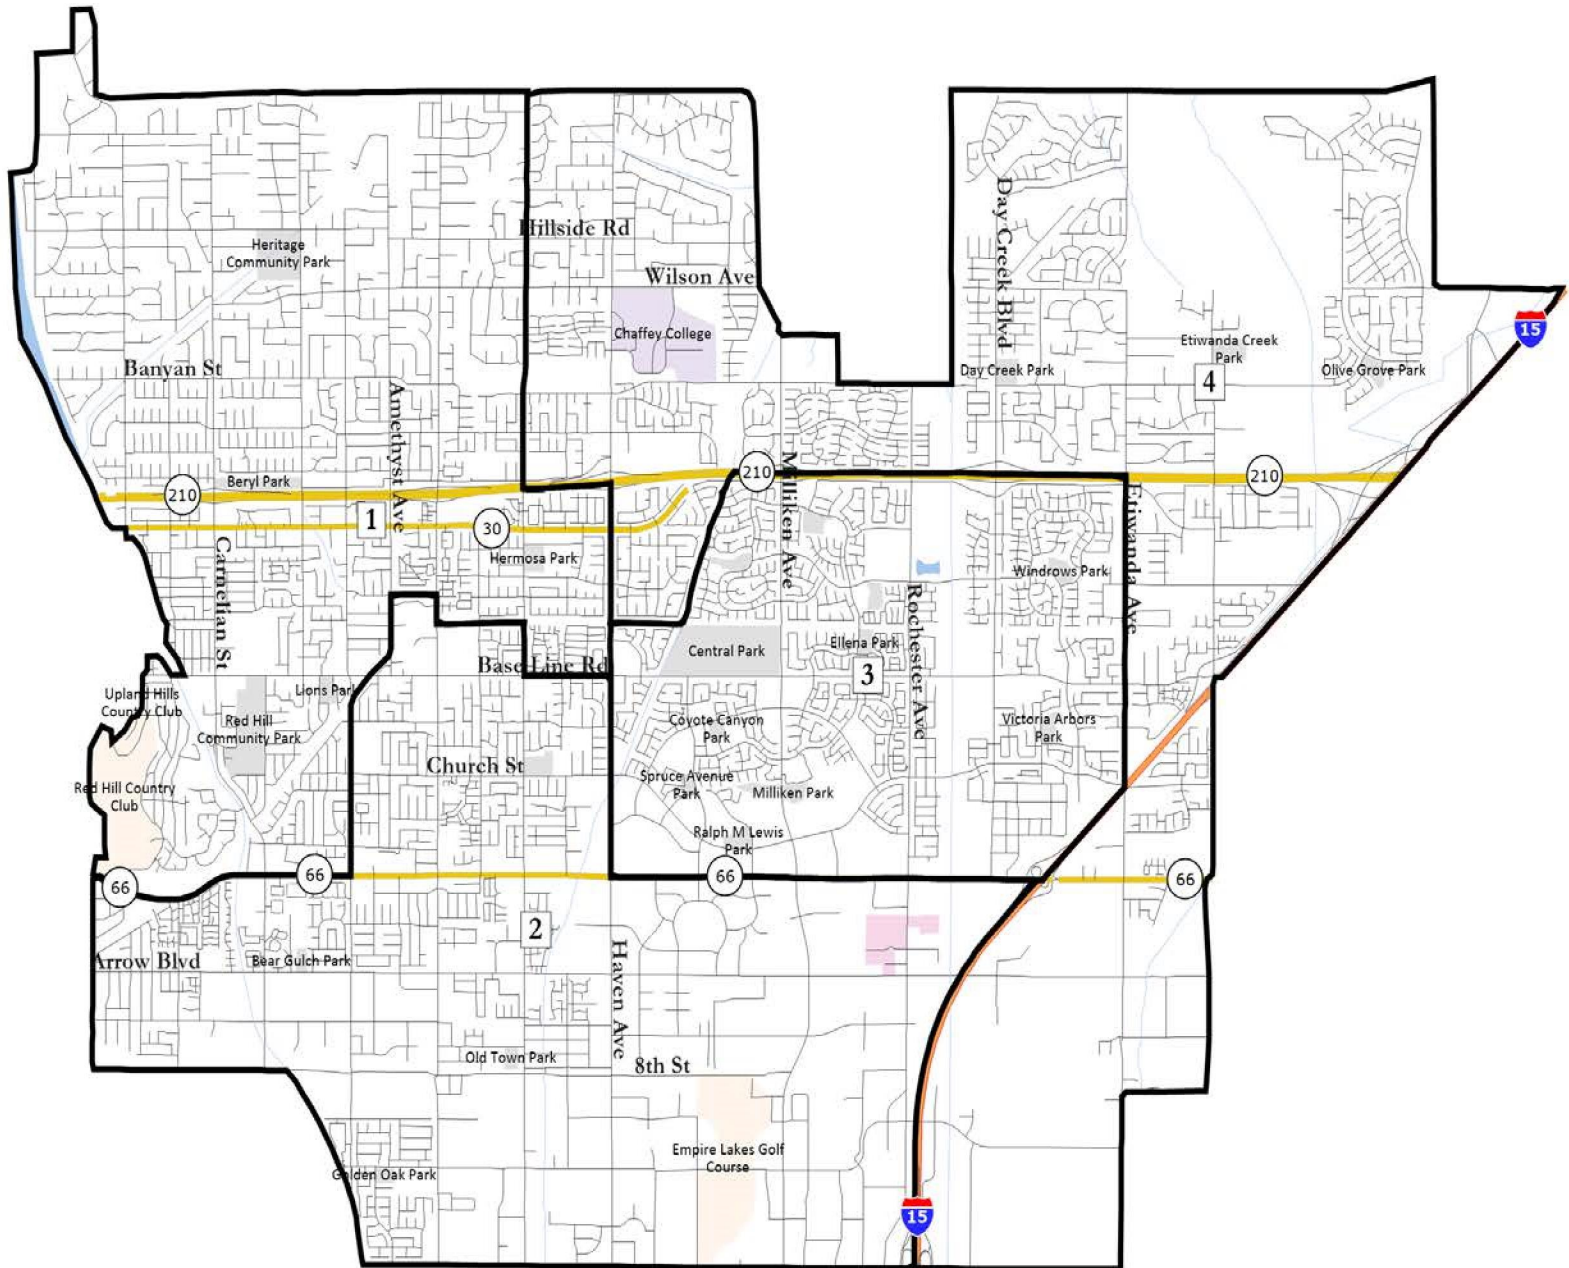 Hillside Rd
Heritage
Community Park
Wilson Ave
Day Creek Blvd
Chaffey College
15
Etiwanda Creek
Park
Banyan St
Day Creek Park
4
Olive Grove Park
Amethyst Ave
Milliken Ave
210
210
210
Beryl Park
1
30
Etiwanda Ave
Carnelian St
Hermosa Park
Windrows Park
Rochester Ave
Ellena Park
Central Park
Base Line Rd
3
Upland Hills
Country Club
Lions Park
Red Hill
Community Park
Coyote Canyon
Park
Victoria Arbors
Park
Church St
Spruce Avenue
Park
Milliken Park
Red Hill Country
Club
Ralph M Lewis
Park
66
66
66
66
2
Haven Ave
Arrow Blvd
Bear Gulch Park
Old Town Park
8th St
Empire Lakes Golf
Course
Golden Oak Park
15